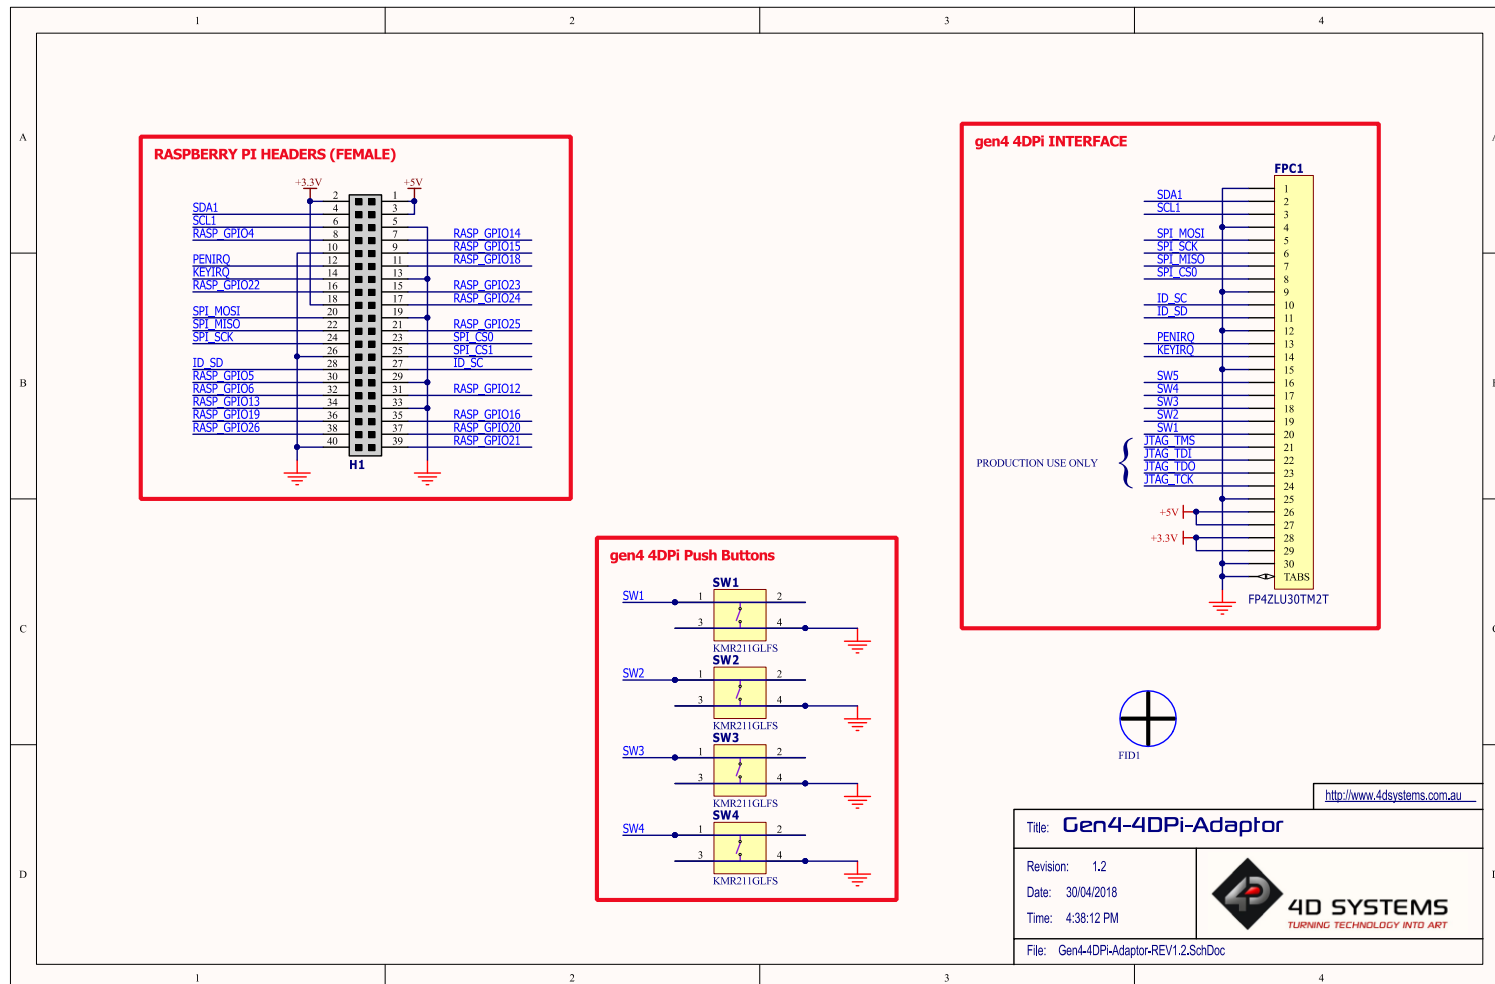 1 2 3 4
A A
RASPBERRY PI HEADERS (FEMALE)
+3.3V +5V
2 1
SDA1 4 3
SCL1 6 5
RASP_GPIO4 8 7 RASP_GPIO14
10 9 RASP_GPIO15
PENIRQ 12 11 RASP_GPIO18
KEYIRQ 14 13
RASP_GPIO22 16 15 RASP_GPIO23
18 17 RASP_GPIO24
SPI_MOSI 20 19
SPI_MISO 22 21 RASP_GPIO25
SPI_SCK 24 23 SPI_CS0
26 25 SPI_CS1
ID_SD 28 27 ID_SC
RASP_GPIO5 30 29
RASP_GPIO6 32 31 RASP_GPIO12
RASP_GPIO13 34 33
RASP_GPIO19 36 35 RASP_GPIO16
RASP_GPIO26 38 37 RASP_GPIO20
40 39 RASP_GPIO21
H1
gen4 4DPi INTERFACE
FPC1
1
SDA1 2
SCL1 3
4
SPI_MOSI 5
SPI_SCK 6
SPI_MISO 7
SPI_CS0 8
9
ID_SC 10
ID_SD 11
12
PENIRQ 13
KEYIRQ 14
15
SW5 16
SW4 17
SW3 18
SW2 19
SW1 20
JTAG_TMS 21
JTAG_TDI 22
PRODUCTION USE ONLY
JTAG_TDO 23
JTAG_TCK 24
25
+5V 26
27
+3.3V 28
29
30
TABS
FP4ZLU30TM2T
B
gen4 4DPi Push Buttons
SW1
SW1 1 2
3 4
KMR211GLFS
SW2
SW2 1 2
3 4
KMR211GLFS
SW3
SW3 1 2
3 4
KMR211GLFS
SW4
SW4 1 2
3 4
KMR211GLFS
C
FID1
D
http://www.4dsystems.com.au
Title: Gen4-4DPi-Adaptor
Revision: 1.2
Date: 30/04/2018
Time: 4:38:12 PM
4D SYSTEMS
TURNING TECHNOLOGY INTO ART
File: Gen4-4DPi-Adaptor-REV1.2.SchDoc
1 2 3 4